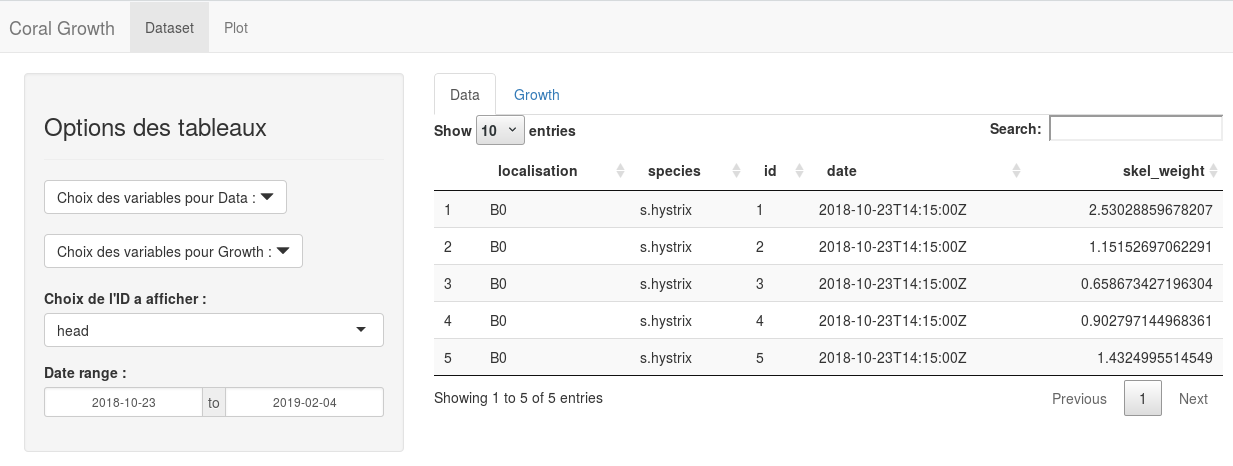 Coral Growth Dataset Plot
Options des tableaux
Choix des variables pour Data :
Choix des variables pour Growth :
Choix de l'ID a afficher :
head
Date range :
2018-10-23 to 2019-02-04
Data Growth
Show 10 entries Search:
localisation species id date skel_weight
1 B0 s.hystrix 1 2018-10-23T14:15:00Z 2.53028859678207
2 B0 s.hystrix 2 2018-10-23T14:15:00Z 1.15152697062291
3 B0 s.hystrix 3 2018-10-23T14:15:00Z 0.658673427196304
4 B0 s.hystrix 4 2018-10-23T14:15:00Z 0.902797144968361
5 B0 s.hystrix 5 2018-10-23T14:15:00Z 1.4324995514549
Showing 1 to 5 of 5 entries Previous 1 Next